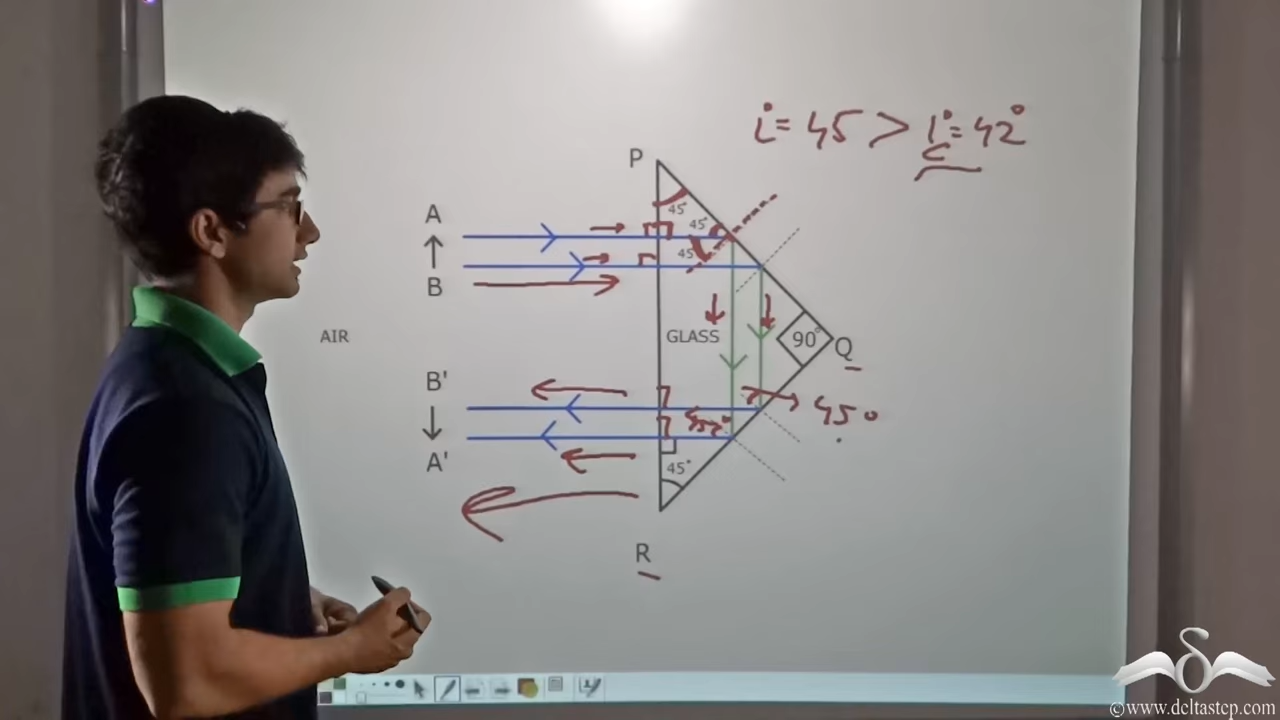 i = 45 > i꜀ = 42°
P
45°
A
45°
45°
B
AIR
GLASS
90°
Q
B'
45°
45°
A'
45°
R
©www.deltastep.com